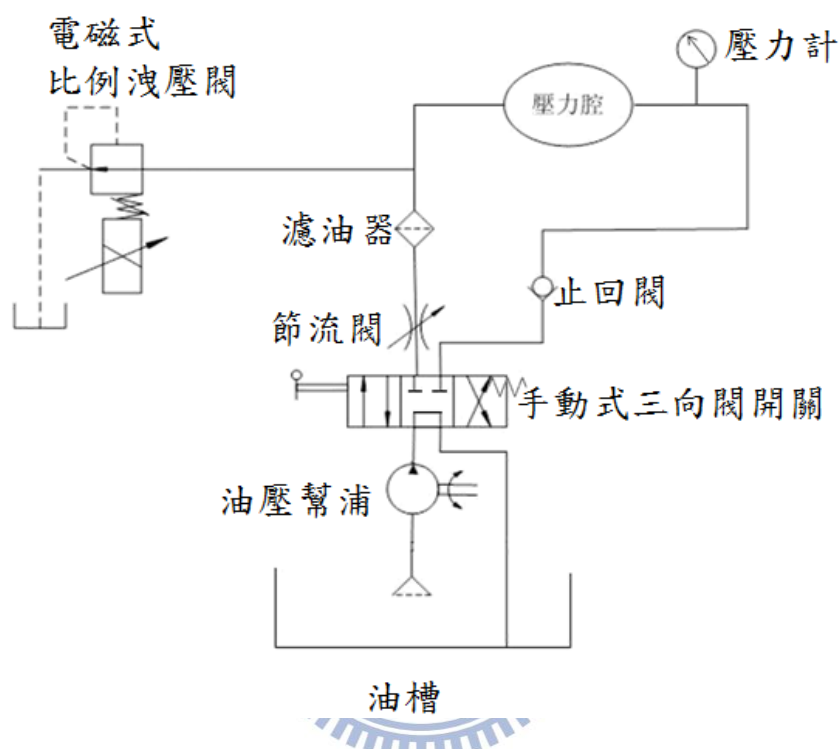 電磁式
比例洩壓閥
壓力計
壓力腔
濾油器
止回閥
節流閥
手動式三向閥開關
油壓幫浦
油槽